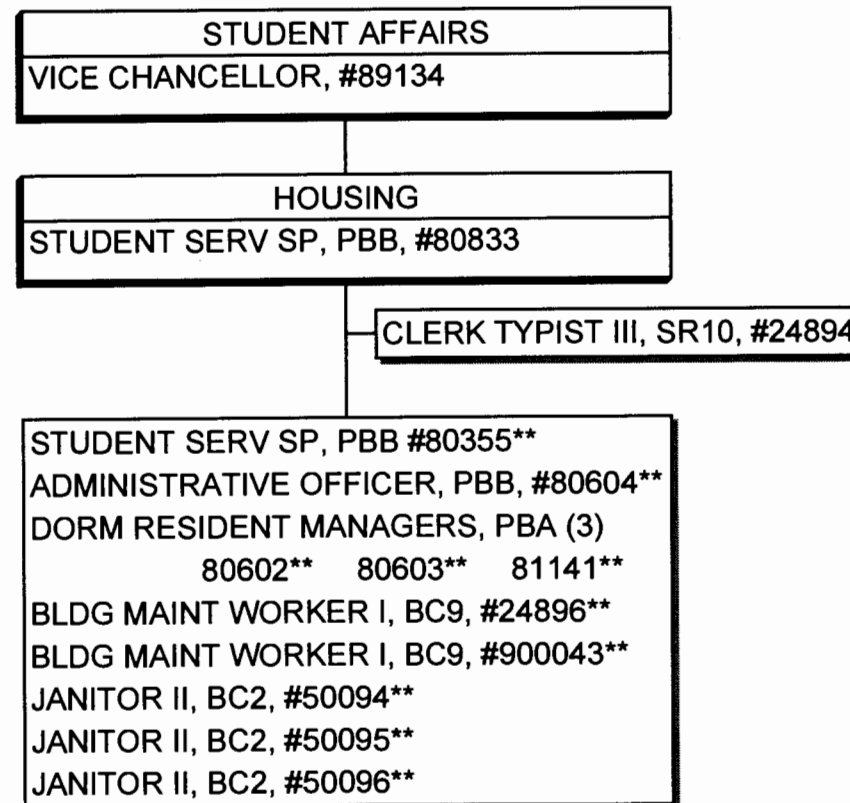 STUDENT AFFAIRS
VICE CHANCELLOR, #89134
HOUSING
STUDENT SERV SP, PBB, #80833
CLERK TYPIST III, SR10, #24894
STUDENT SERV SP, PBB #80355**
ADMINISTRATIVE OFFICER, PBB, #80604**
DORM RESIDENT MANAGERS, PBA (3)
80602** 80603** 81141**
BLDG MAINT WORKER I, BC9, #24896**
BLDG MAINT WORKER I, BC9, #900043**
JANITOR II, BC2, #50094**
JANITOR II, BC2, #50095**
JANITOR II, BC2, #50096**